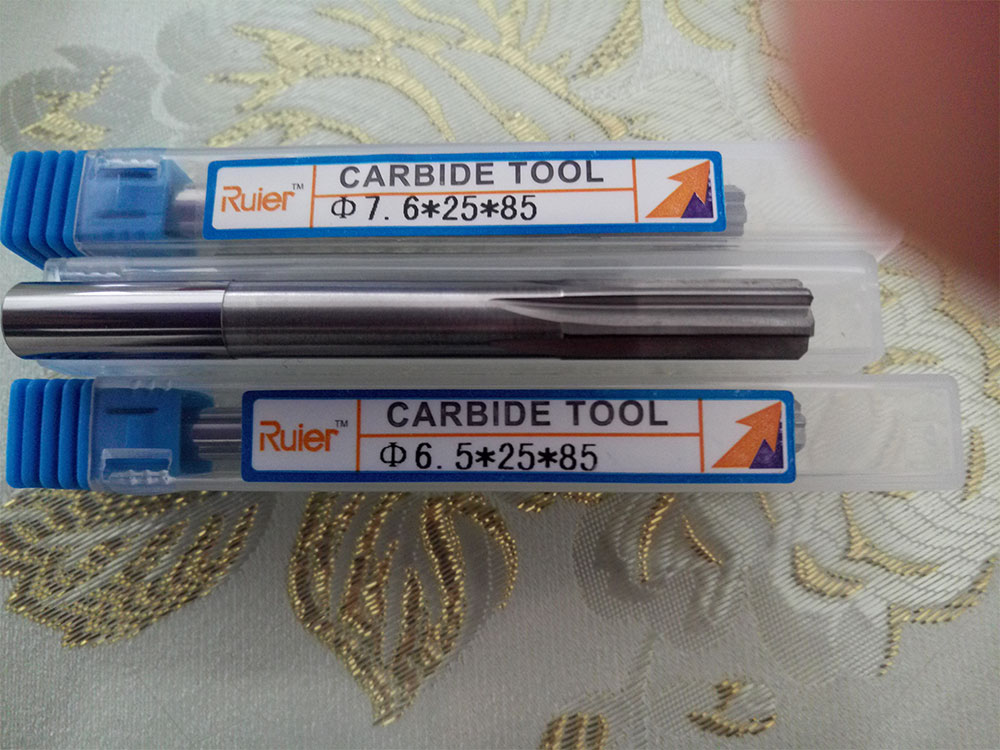 Ruier™
CARBIDE TOOL
Φ7.6*25*85
Ruier™
CARBIDE TOOL
Φ6.5*25*85